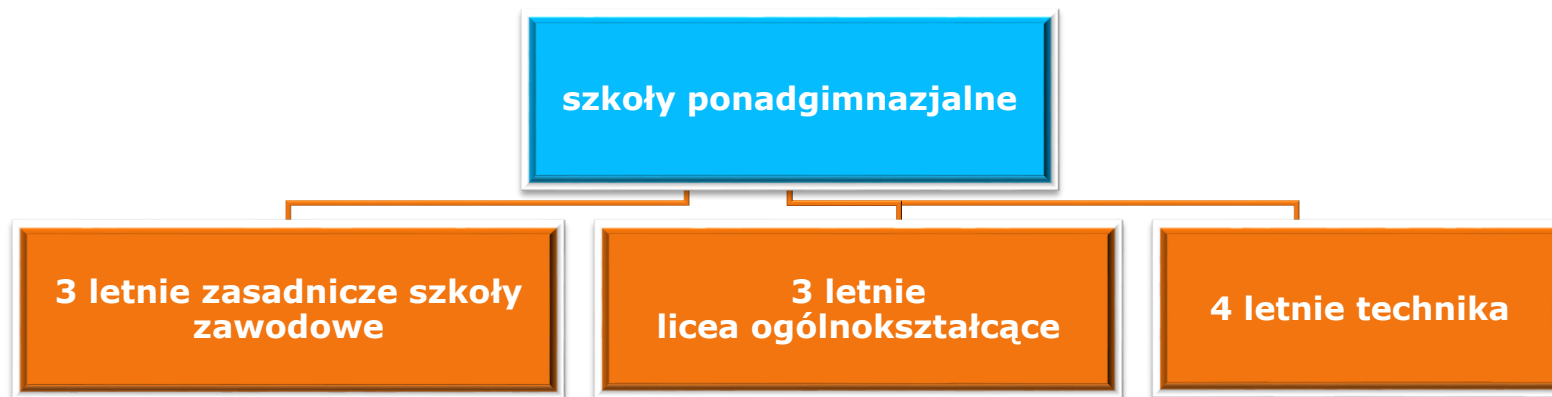 szkoły ponadgimnazjalne
3 letnie zasadnicze szkoły
zawodowe
3 letnie
licea ogólnokształcące
4 letnie technika